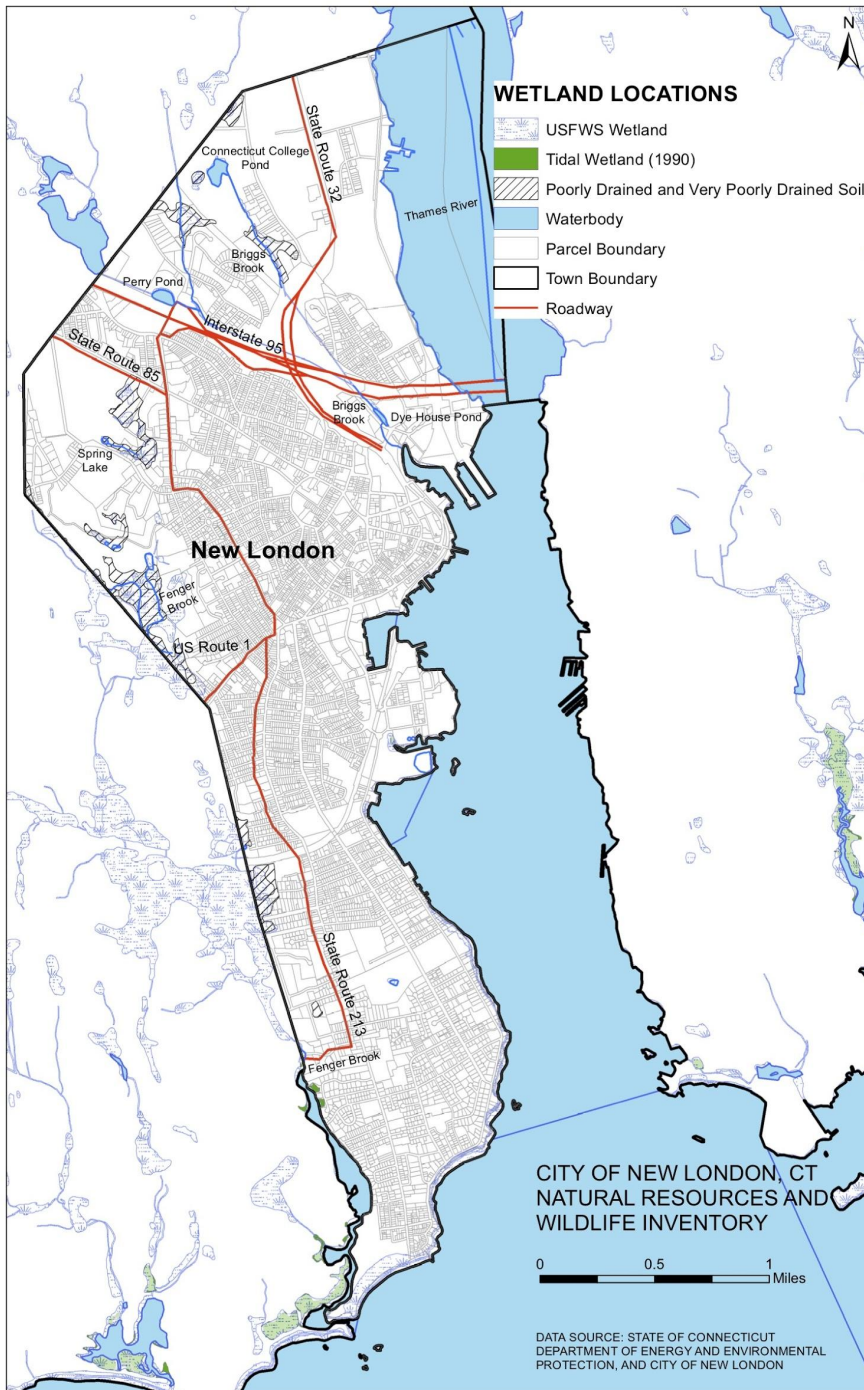 N
WETLAND LOCATIONS
USFWS Wetland
Tidal Wetland (1990)
Poorly Drained and Very Poorly Drained Soil
Waterbody
Parcel Boundary
Town Boundary
Roadway
Connecticut College
Pond
State Route 32
Thames River
Briggs
Brook
Perry Pond
Interstate 95
State Route 85
Briggs
Brook
Dye House Pond
Spring
Lake
New London
Fenger
Brook
US Route 1
State Route 213
Fenger Brook
CITY OF NEW LONDON, CT
NATURAL RESOURCES AND
WILDLIFE INVENTORY
0 0.5 1
Miles
DATA SOURCE: STATE OF CONNECTICUT
DEPARTMENT OF ENERGY AND ENVIRONMENTAL
PROTECTION, AND CITY OF NEW LONDON